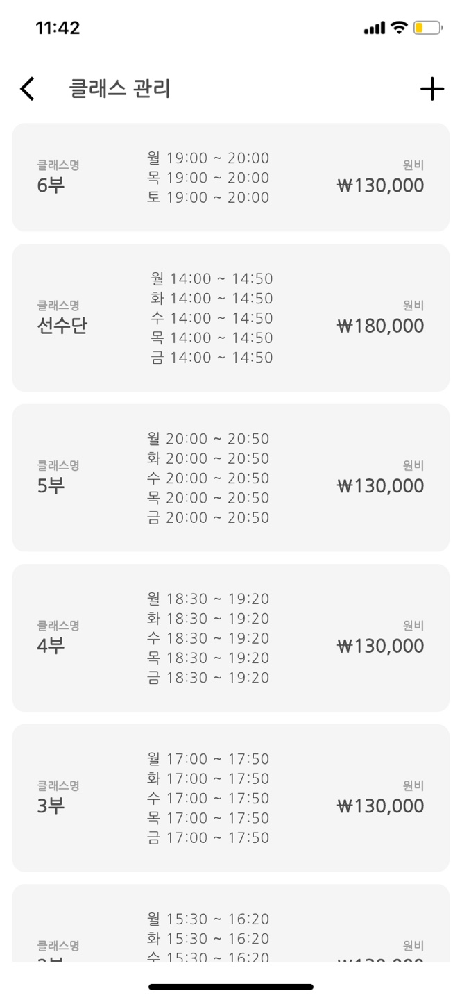 11:42
클래스 관리
클래스명
6부
월 19:00 ~ 20:00
목 19:00 ~ 20:00
토 19:00 ~ 20:00
원비
₩130,000
클래스명
선수단
월 14:00 ~ 14:50
화 14:00 ~ 14:50
수 14:00 ~ 14:50
목 14:00 ~ 14:50
금 14:00 ~ 14:50
원비
₩180,000
클래스명
5부
월 20:00 ~ 20:50
화 20:00 ~ 20:50
수 20:00 ~ 20:50
목 20:00 ~ 20:50
금 20:00 ~ 20:50
원비
₩130,000
클래스명
4부
월 18:30 ~ 19:20
화 18:30 ~ 19:20
수 18:30 ~ 19:20
목 18:30 ~ 19:20
금 18:30 ~ 19:20
원비
₩130,000
클래스명
3부
월 17:00 ~ 17:50
화 17:00 ~ 17:50
수 17:00 ~ 17:50
목 17:00 ~ 17:50
금 17:00 ~ 17:50
원비
₩130,000
클래스명
월 15:30 ~ 16:20
화 15:30 ~ 16:20
수 15:30 ~ 16:20
원비